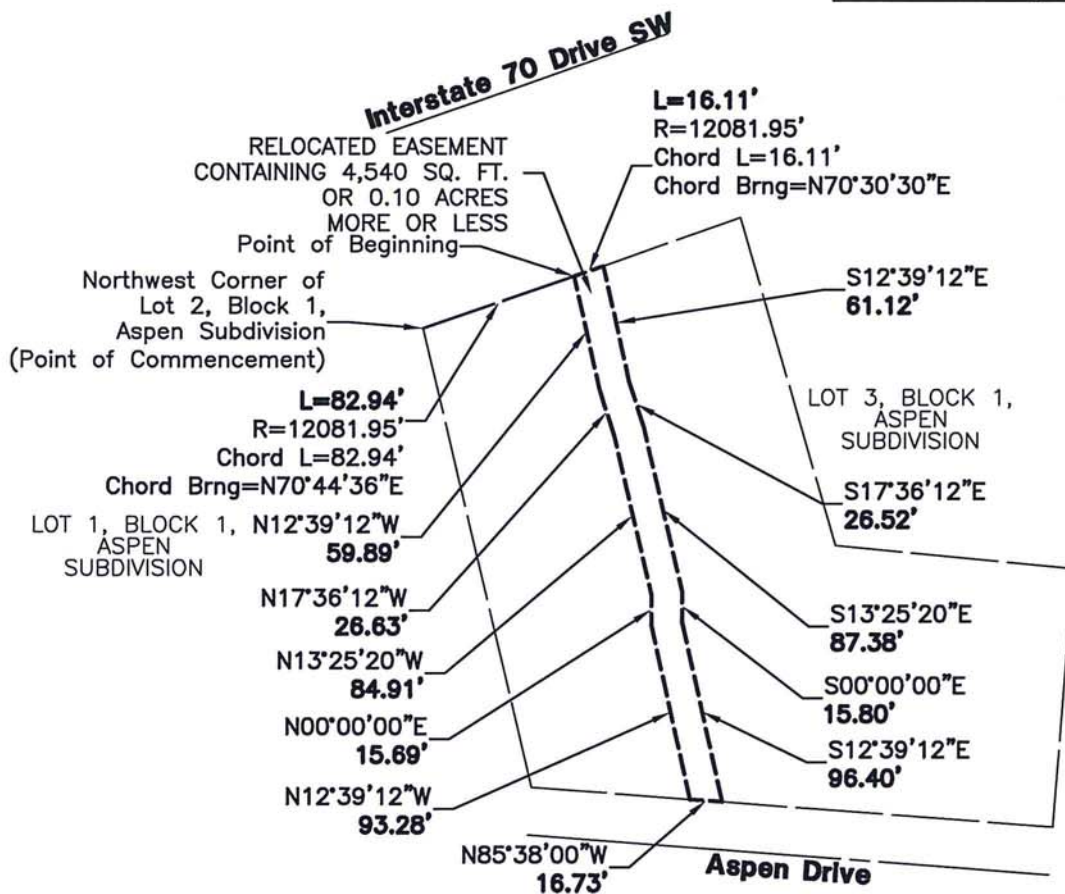 Interstate 70 Drive SW
RELOCATED EASEMENT
CONTAINING 4,540 SQ. FT.
OR 0.10 ACRES
MORE OR LESS
Point of Beginning
L=16.11'
R=12081.95'
Chord L=16.11'
Chord Brng=N70°30'30"E
Northwest Corner of
Lot 2, Block 1,
Aspen Subdivision
(Point of Commencement)
S12°39'12"E
61.12'
L=82.94'
R=12081.95'
Chord L=82.94'
Chord Brng=N70°44'36"E
LOT 3, BLOCK 1,
ASPEN
SUBDIVISION
LOT 1, BLOCK 1,
ASPEN
SUBDIVISION
N12°39'12"W
59.89'
S17°36'12"E
26.52'
N17°36'12"W
26.63'
S13°25'20"E
87.38'
N13°25'20"W
84.91'
S00°00'00"E
15.80'
N00°00'00"E
15.69'
S12°39'12"E
96.40'
N12°39'12"W
93.28'
N85°38'00"W
16.73'
Aspen Drive